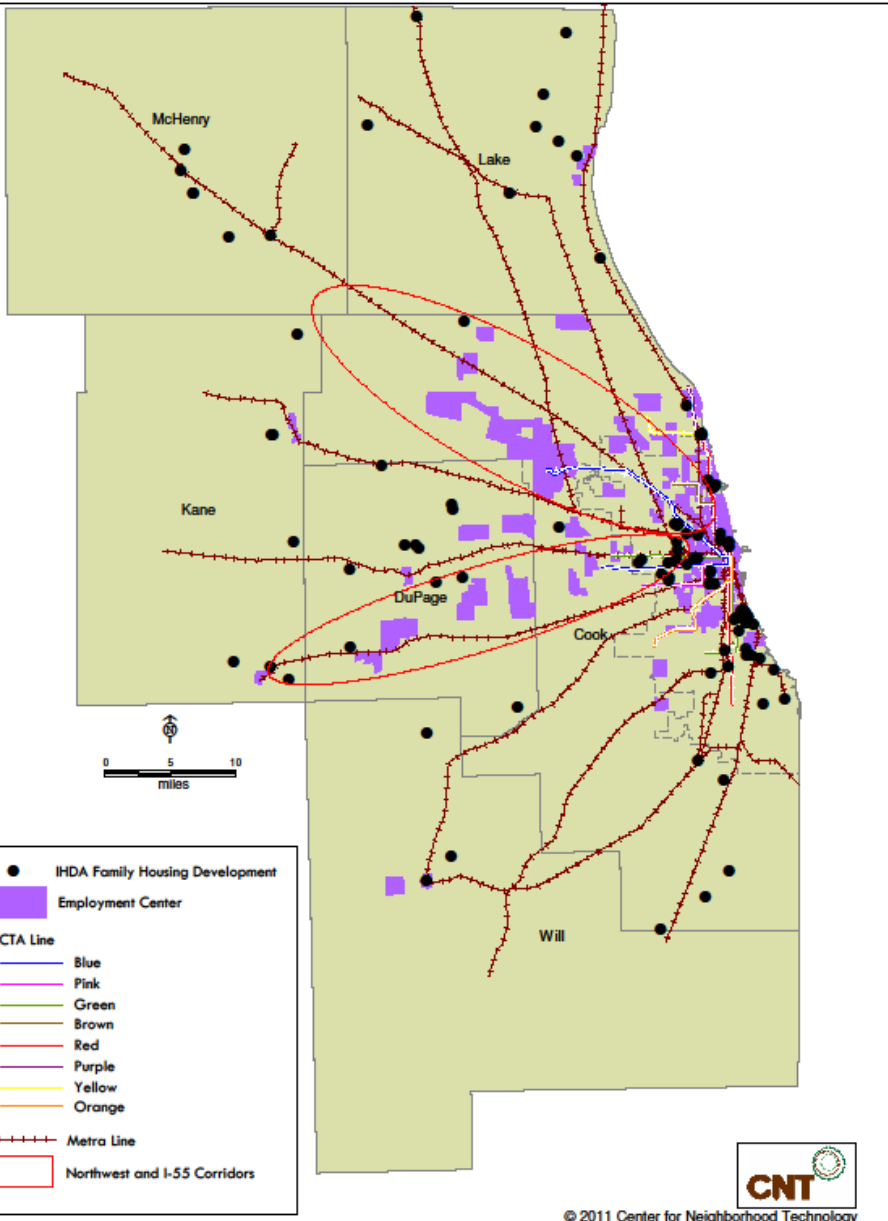 McHenry
Lake
Kane
DuPage
Cook
N
0 5 10
miles
Will
IHDA Family Housing Development
Employment Center
CTA Line
Blue
Pink
Green
Brown
Red
Purple
Yellow
Orange
Metra Line
Northwest and I-55 Corridors
CNT
© 2011 Center for Neighborhood Technology